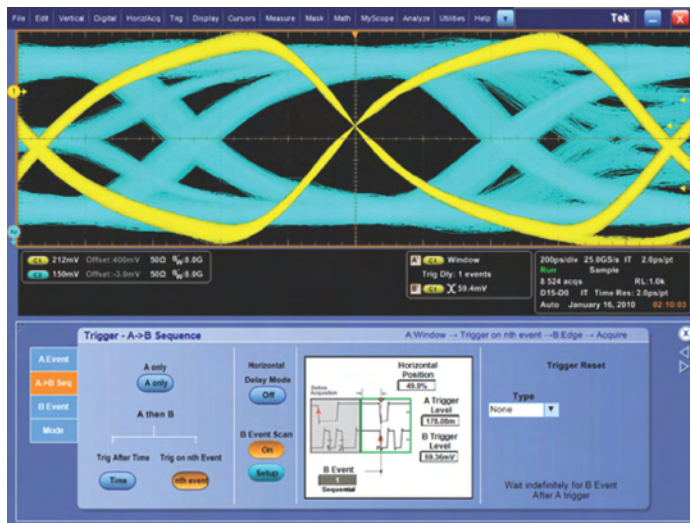 File Edit Vertical Digital Horiz/Acq Trig Display Cursors Measure Mask Math MyScope Analyze Utilities Help Tek X
C1 212mV Offset:400mV 50Ω BW:8.0G
C2 150mV Offset:-3.0mV 50Ω BW:8.0G
A' C1 Window
Trig Dly: 1 events
B' C1 59.4mV
200ps/div 25.0GS/s IT 2.0ps/pt
Run Sample
8 524 acqs RL:1.0k
D15-D0 IT Time Res: 2.0ps/pt
Auto January 16, 2010 02:10:03
Trigger - A->B Sequence
A:Window → Trigger on nth event → B:Edge → Acquire
X
A Event
A->B Seq
B Event
Mode
A only
A only
A then B
Trig After Time
Trig on nth Event
Time
nth event
Horizontal
Delay Mode
Off
B Event Scan
On
Setup
Before
Acquisition
Horizontal
Position
49.9%
A Trigger
Level
178.08m
B Trigger
Level
59.36mV
B Event
1
Sequential
Trigger Reset
Type
None
Wait indefinitely for B Event
After A trigger